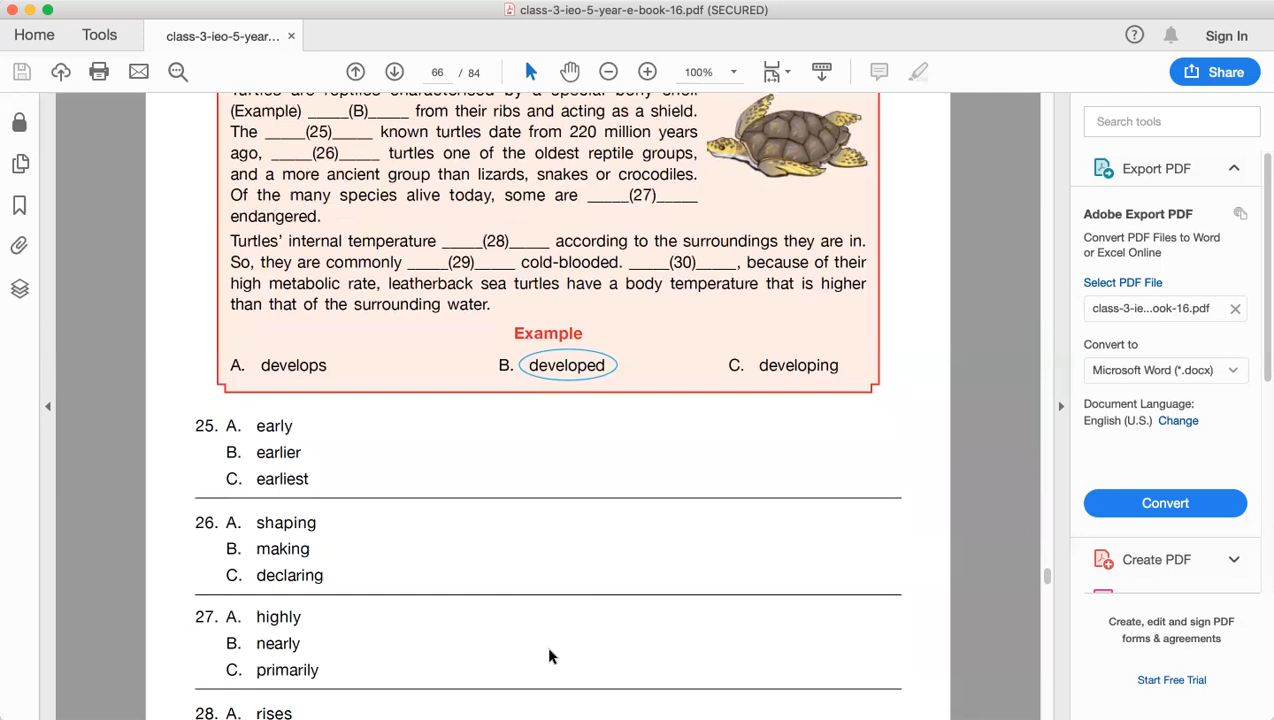 class-3-ieo-5-year-e-book-16.pdf (SECURED)
Home Tools class-3-ieo-5-year... × Sign In
66 / 84 100% Share
Turtles are reptiles characterised by a special bony shell
(Example) _____(B)_____ from their ribs and acting as a shield.
The _____(25)_____ known turtles date from 220 million years
ago, _____(26)_____ turtles one of the oldest reptile groups,
and a more ancient group than lizards, snakes or crocodiles.
Of the many species alive today, some are _____(27)_____
endangered.
Turtles' internal temperature _____(28)_____ according to the surroundings they are in.
So, they are commonly _____(29)_____ cold-blooded. _____(30)_____, because of their
high metabolic rate, leatherback sea turtles have a body temperature that is higher
than that of the surrounding water.
Example
A. develops B. developed C. developing
25. A. early
B. earlier
C. earliest
26. A. shaping
B. making
C. declaring
27. A. highly
B. nearly
C. primarily
28. A. rises
Search tools
Export PDF
Adobe Export PDF
Convert PDF Files to Word
or Excel Online
Select PDF File
class-3-ie...ook-16.pdf
Convert to
Microsoft Word (*.docx)
Document Language:
English (U.S.) Change
Convert
Create PDF
Create, edit and sign PDF
forms & agreements
Start Free Trial